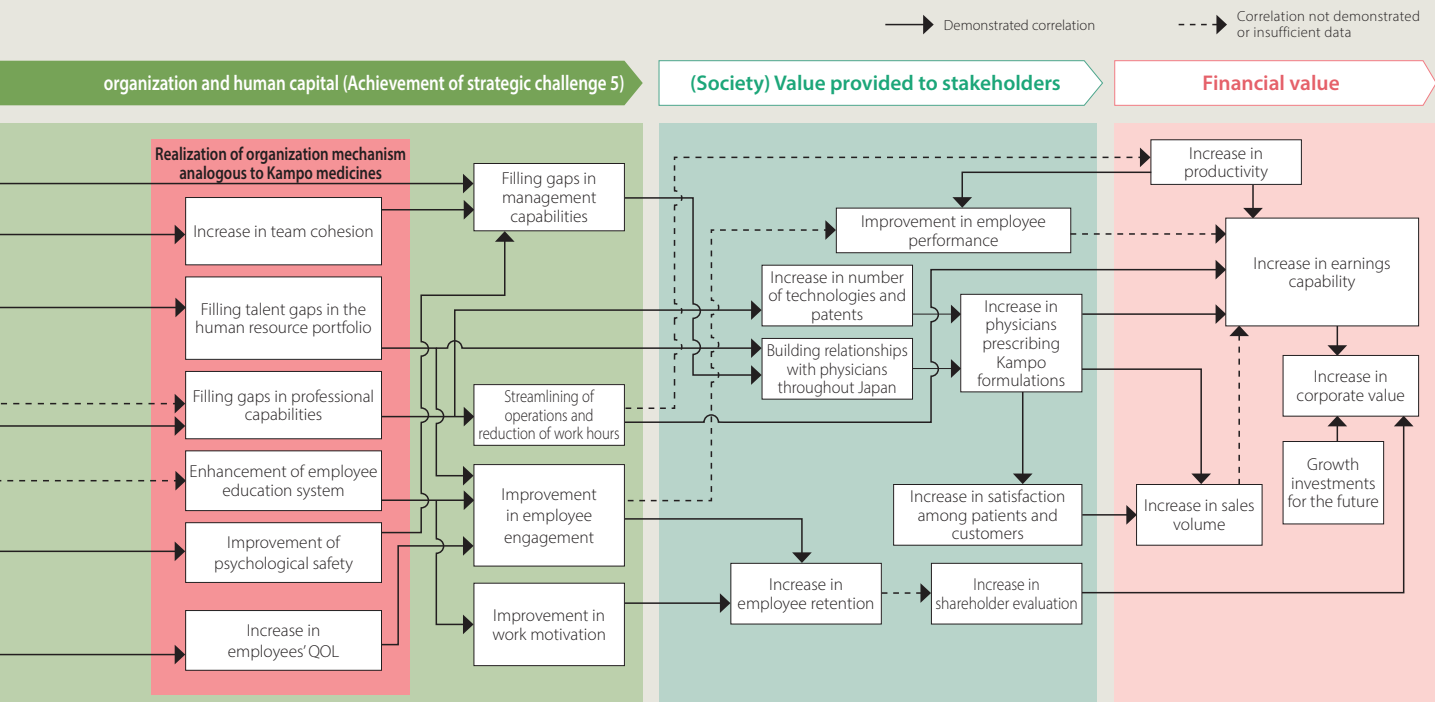 Demonstrated correlation
Correlation not demonstrated
or insufficient data
organization and human capital (Achievement of strategic challenge 5)
(Society) Value provided to stakeholders
Financial value
Realization of organization mechanism
analogous to Kampo medicines
Increase in team cohesion
Filling talent gaps in the
human resource portfolio
Filling gaps in professional
capabilities
Enhancement of employee
education system
Improvement of
psychological safety
Increase in
employees' QOL
Filling gaps in
management
capabilities
Streamlining of
operations and
reduction of work hours
Improvement
in employee
engagement
Improvement in
work motivation
Improvement in employee
performance
Increase in number
of technologies and
patents
Building relationships
with physicians
throughout Japan
Increase in
physicians
prescribing
Kampo
formulations
Increase in satisfaction
among patients and
customers
Increase in
employee retention
Increase in
shareholder evaluation
Increase in
productivity
Increase in earnings
capability
Increase in
corporate value
Growth
investments
for the future
Increase in sales
volume